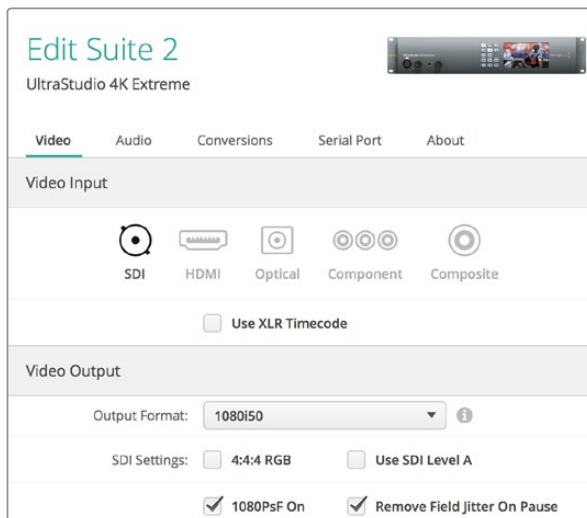 Edit Suite 2
UltraStudio 4K Extreme
Video Audio Conversions Serial Port About
Video Input
SDI HDMI Optical Component Composite
Use XLR Timecode
Video Output
Output Format: 1080i50
SDI Settings: 4:4:4 RGB Use SDI Level A
1080PsF On Remove Field Jitter On Pause